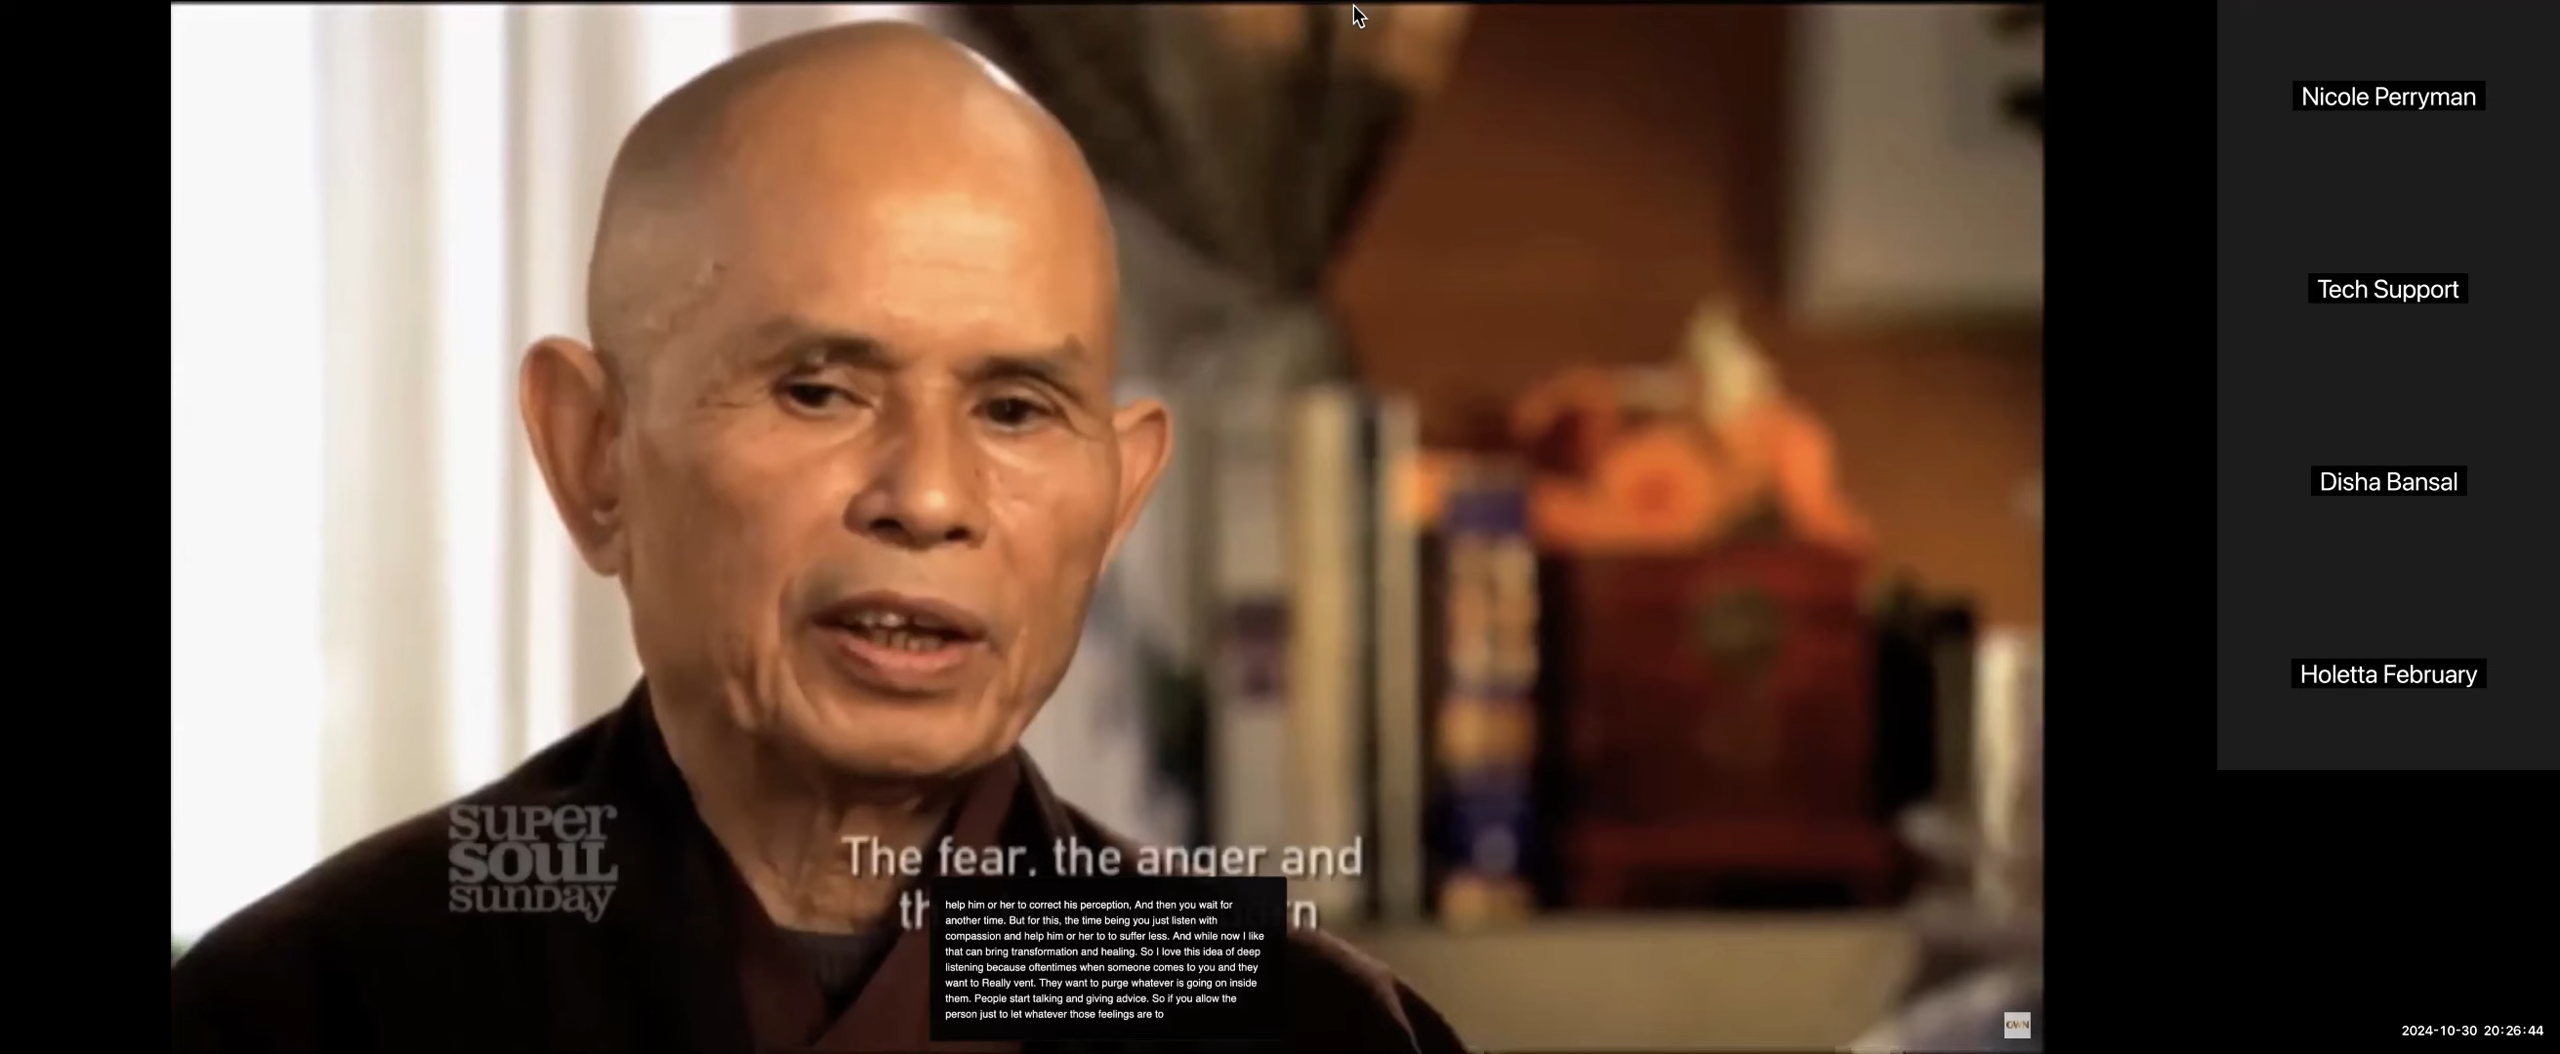 Nicole Perryman
Tech Support
Disha Bansal
Holetta February
super
soul
sunday
The fear, the anger and
help him or her to correct his perception, And then you wait for
another time. But for this, the time being you just listen with
compassion and help him or her to to suffer less. And while now I like
that can bring transformation and healing. So I love this idea of deep
listening because oftentimes when someone comes to you and they
want to Really vent. They want to purge whatever is going on inside
them. People start talking and giving advice. So if you allow the
person just to let whatever those feelings are to
OWN
2024-10-30 20:26:44